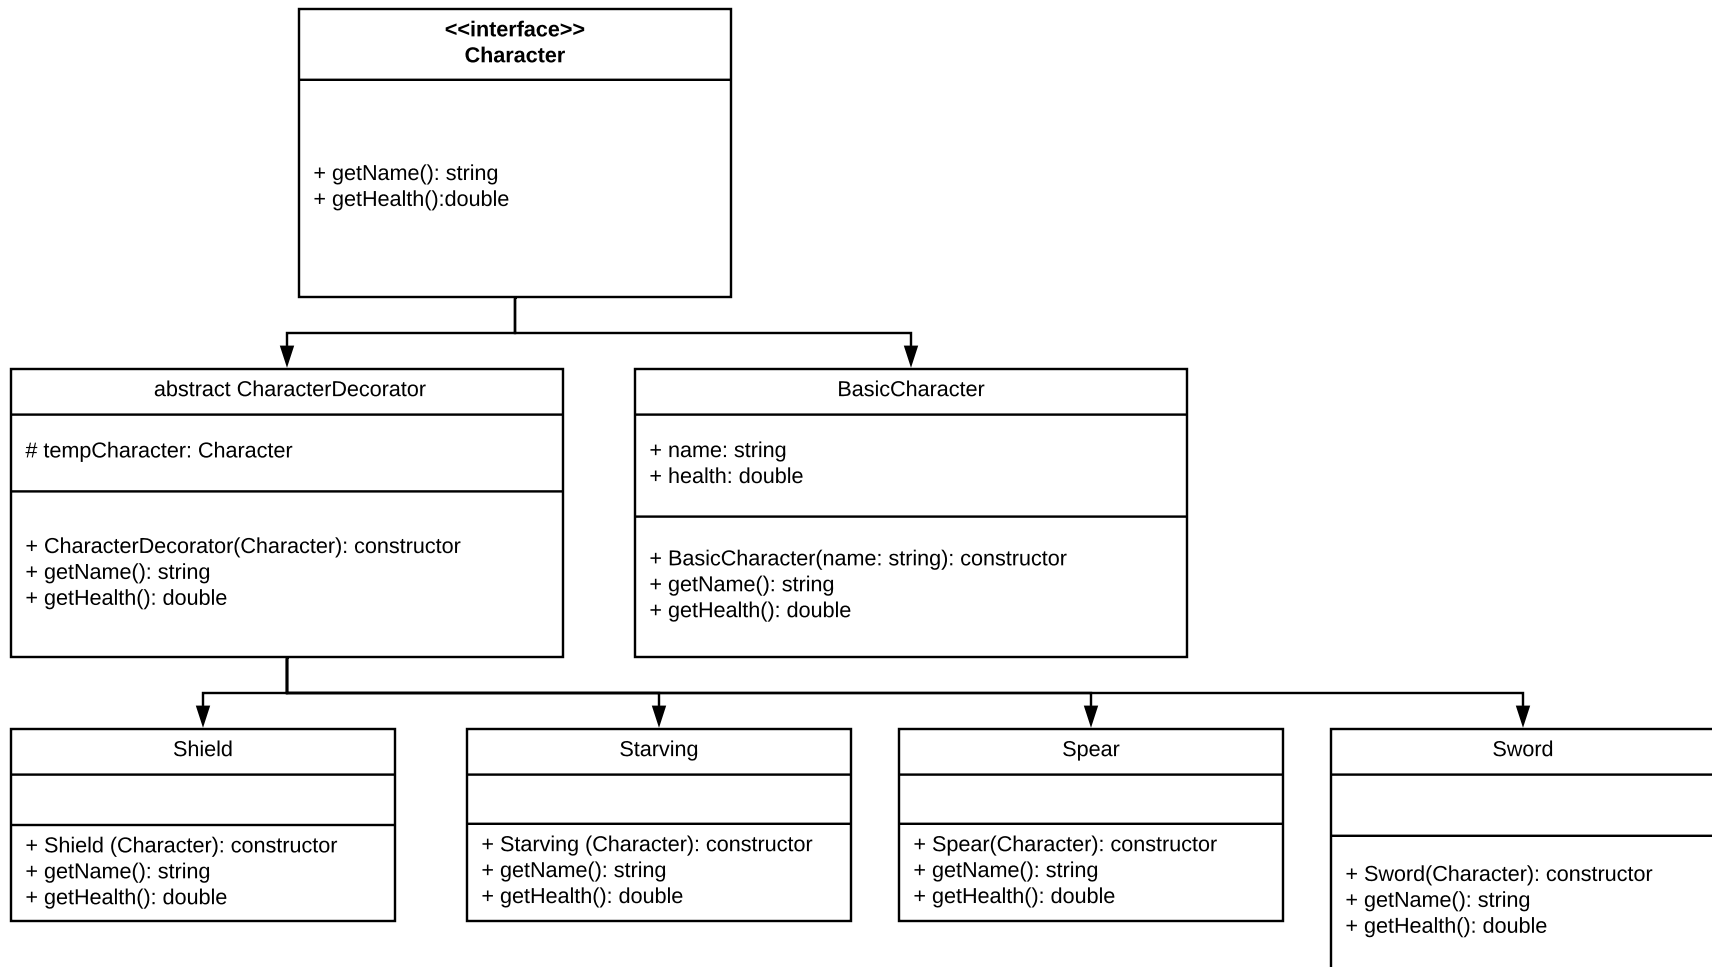 <<interface>>
Character
+ getName(): string
+ getHealth():double
abstract CharacterDecorator
# tempCharacter: Character
+ CharacterDecorator(Character): constructor
+ getName(): string
+ getHealth(): double
BasicCharacter
+ name: string
+ health: double
+ BasicCharacter(name: string): constructor
+ getName(): string
+ getHealth(): double
Shield
+ Shield (Character): constructor
+ getName(): string
+ getHealth(): double
Starving
+ Starving (Character): constructor
+ getName(): string
+ getHealth(): double
Spear
+ Spear(Character): constructor
+ getName(): string
+ getHealth(): double
Sword
+ Sword(Character): constructor
+ getName(): string
+ getHealth(): double